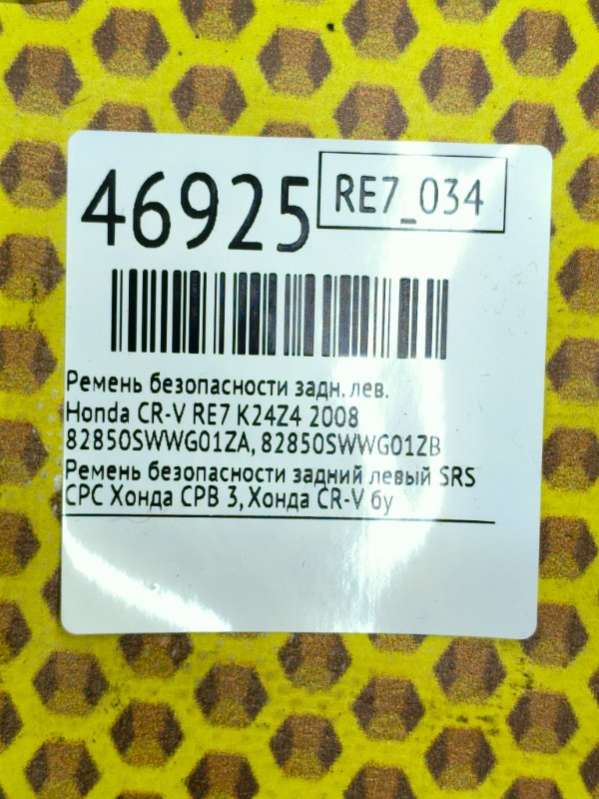 46925
RE7_034
Ремень безопасности задн. лев.
Honda CR-V RE7 K24Z4 2008
82850SWWG01ZA, 82850SWWG01ZB
Ремень безопасности задний левый SRS
СРС Хонда СРВ 3, Хонда CR-V бу